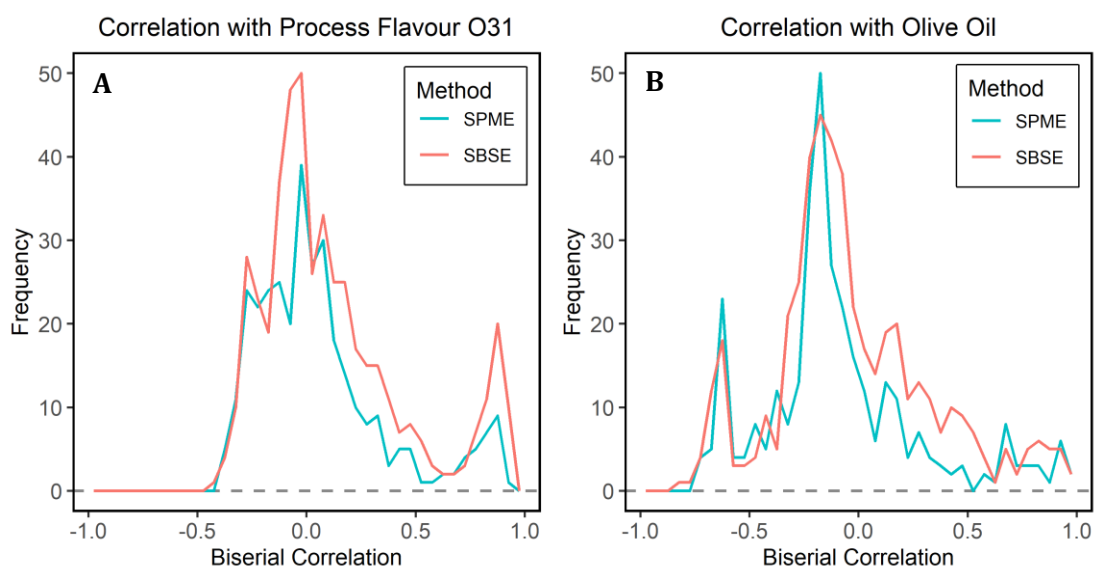 Correlation with Process Flavour O31
A
Method
SPME
SBSE
50
40
30
20
10
0
Frequency
-1.0 -0.5 0.0 0.5 1.0
Biserial Correlation
Correlation with Olive Oil
B
Method
SPME
SBSE
50
40
30
20
10
0
Frequency
-1.0 -0.5 0.0 0.5 1.0
Biserial Correlation